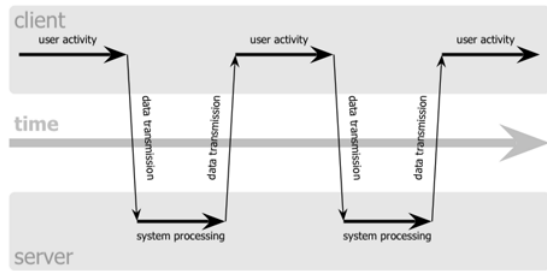 client
user activity
user activity
user activity
data transmission
data transmission
data transmission
data transmission
time
system processing
system processing
server